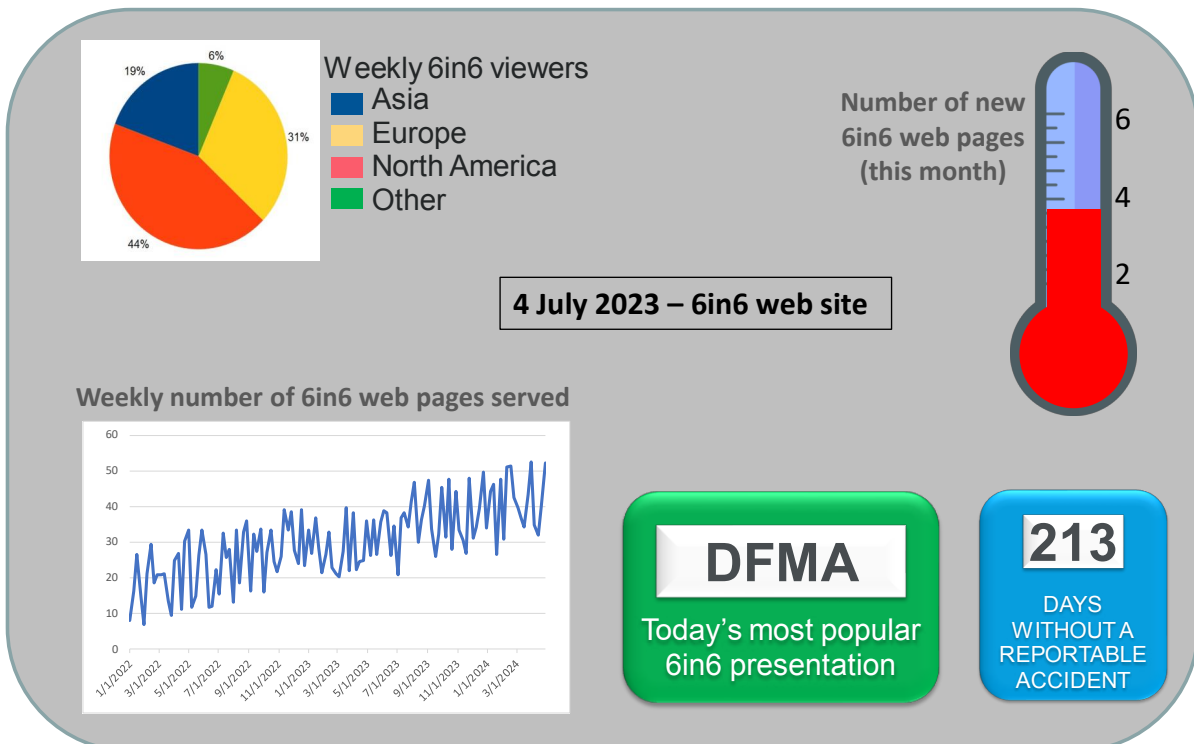 6%
19%
31%
44%
Weekly 6in6 viewers
Asia
Europe
North America
Other
Number of new
6in6 web pages
(this month)
6
4
2
4 July 2023 – 6in6 web site
Weekly number of 6in6 web pages served
60
50
40
30
20
10
0
1/1/2022
3/1/2022
5/1/2022
7/1/2022
9/1/2022
11/1/2022
1/1/2023
3/1/2023
5/1/2023
7/1/2023
9/1/2023
11/1/2023
1/1/2024
3/1/2024
DFMA
Today's most popular
6in6 presentation
213
DAYS
WITHOUT A
REPORTABLE
ACCIDENT